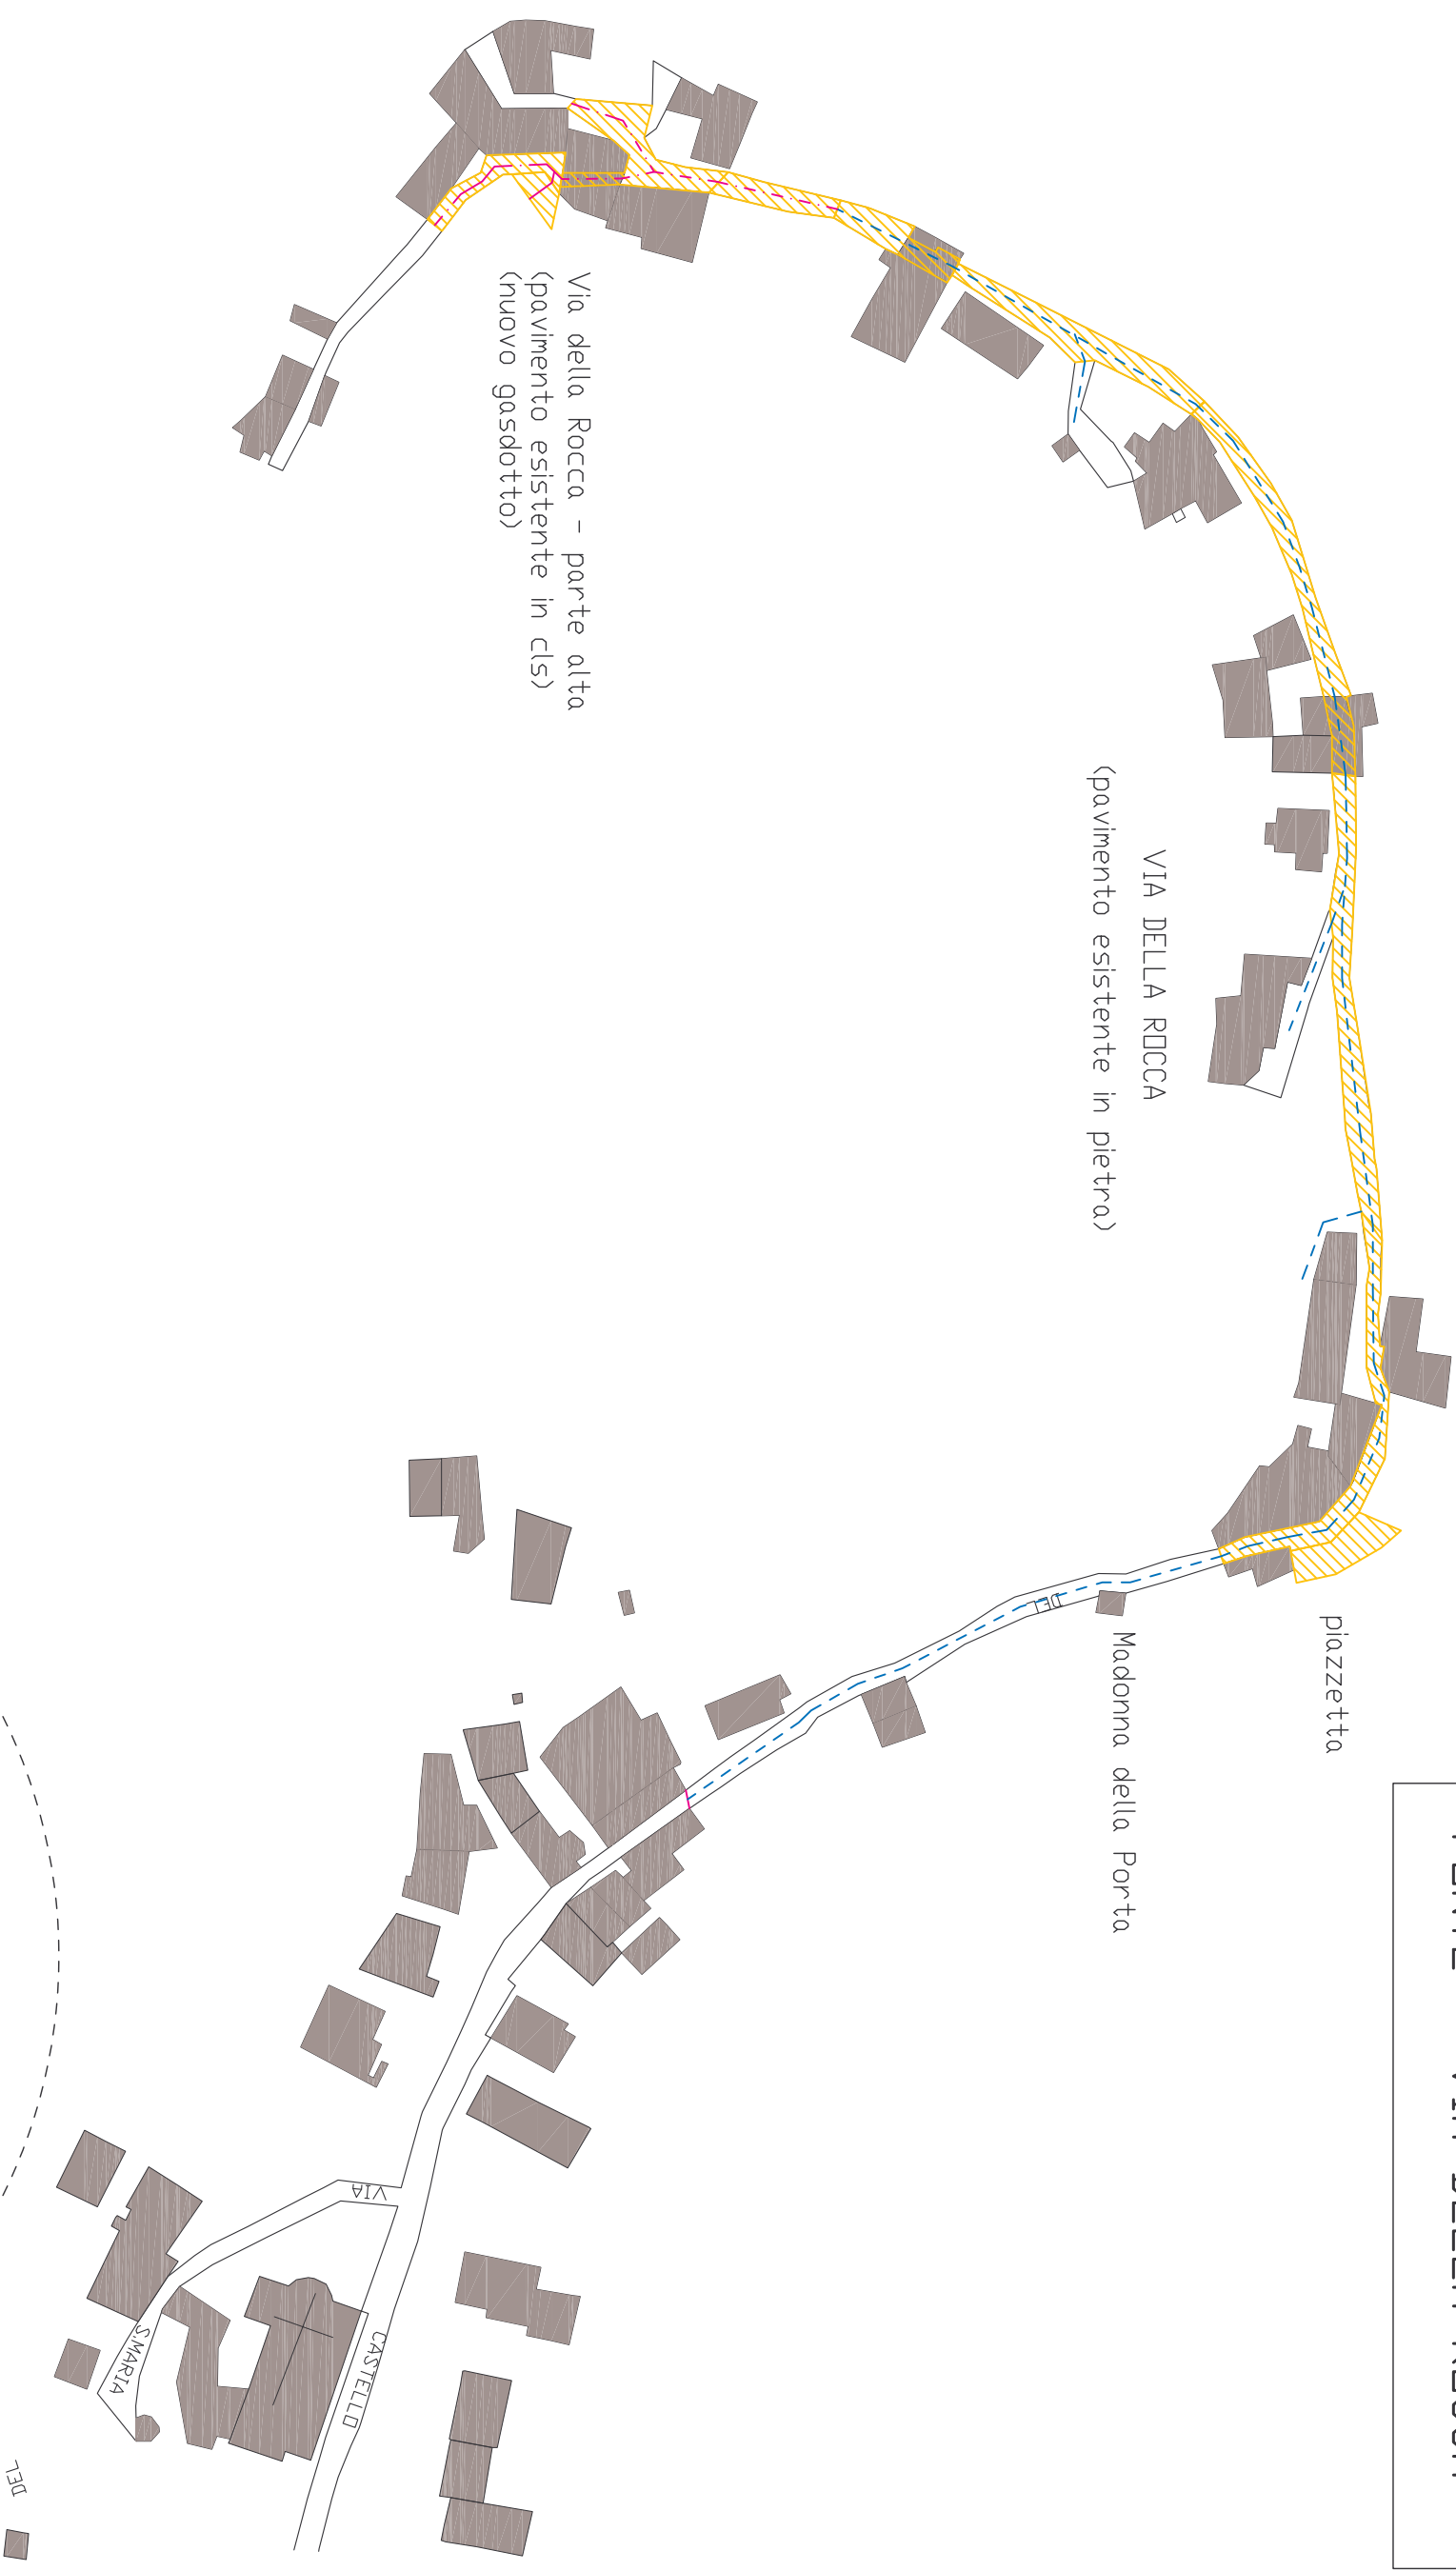 Via della Rocca - parte alta
(pavimento esistente in cls)
(nuovo gasdotto)
VIA DELLA ROCCA
(pavimento esistente in pietra)
piazzetta
Madonna della Porta
DEL
VIA
S.MARIA
CASTELLO
DEL